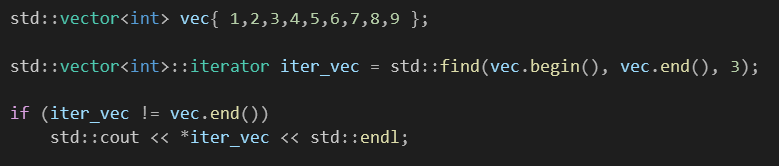 std::vector<int> vec{ 1,2,3,4,5,6,7,8,9 };
std::vector<int>::iterator iter_vec = std::find(vec.begin(), vec.end(), 3);
if (iter_vec != vec.end())
    std::cout << *iter_vec << std::endl;